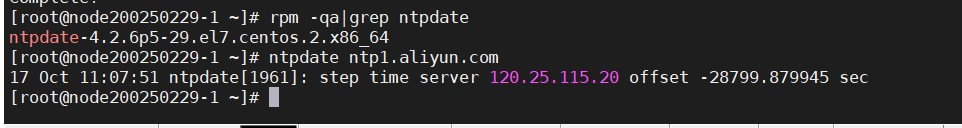 [root@node200250229-1 ~]# rpm -qa|grep ntpdate
ntpdate-4.2.6p5-29.el7.centos.2.x86_64
[root@node200250229-1 ~]# ntpdate ntp1.aliyun.com
17 Oct 11:07:51 ntpdate[1961]: step time server 120.25.115.20 offset -28799.879945 sec
[root@node200250229-1 ~]#